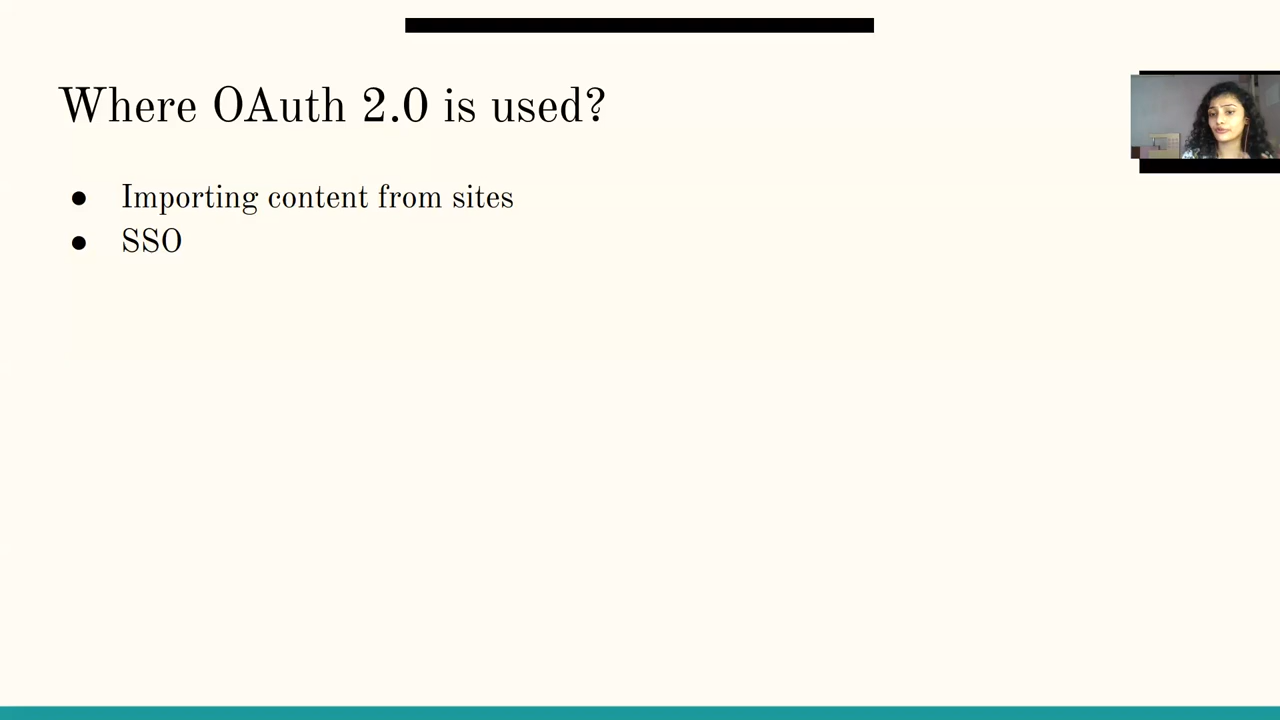 Where OAuth 2.0 is used?
● Importing content from sites
● SSO